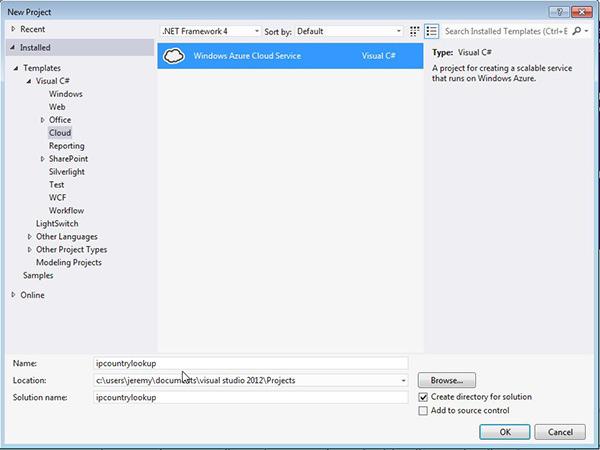 New Project
Recent
.NET Framework 4
Sort by: Default
Search Installed Templates (Ctrl+E
Installed
Templates
Visual C#
Windows
Web
Office
Cloud
Reporting
SharePoint
Silverlight
Test
WCF
Workflow
LightSwitch
Other Languages
Other Project Types
Modeling Projects
Samples
Online
Windows Azure Cloud Service Visual C#
Type: Visual C#
A project for creating a scalable service
that runs on Windows Azure.
Name: ipcountrylookup
Location: c:\users\jeremy\documents\visual studio 2012\Projects
Browse...
Solution name: ipcountrylookup
Create directory for solution
Add to source control
OK Cancel